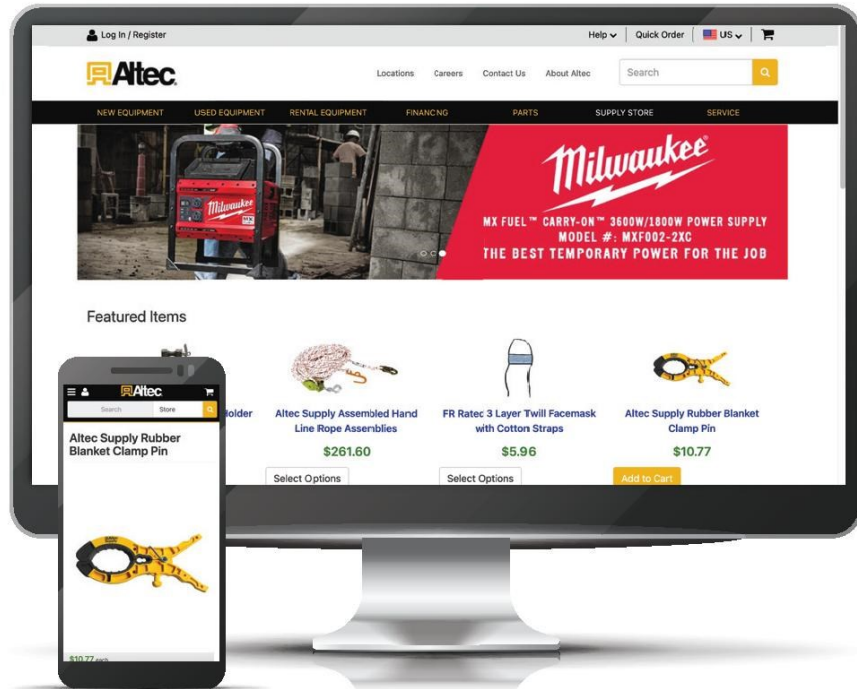 Log In / Register
Help
Quick Order
US
Altec
Locations
Careers
Contact Us
About Altec
Search
NEW EQUIPMENT
USED EQUIPMENT
RENTAL EQUIPMENT
FINANCNG
PARTS
SUPPLY STORE
SERVICE
Milwaukee
Milwaukee
MX FUEL™ CARRY-ON™ 3600W/1800W POWER SUPPLY
MODEL #: MXF002-2XC
THE BEST TEMPORARY POWER FOR THE JOB
Featured Items
Holder
Altec Supply Assembled Hand
Line Rope Assemblies
$261.60
Select Options
FR Ratec 3 Layer Twill Facemask
with Cotton Straps
$5.96
Select Options
Altec Supply Rubber Blanket
Clamp Pin
$10.77
Add to Cart
Altec
Search
Store
Altec Supply Rubber
Blanket Clamp Pin
$10.77 each